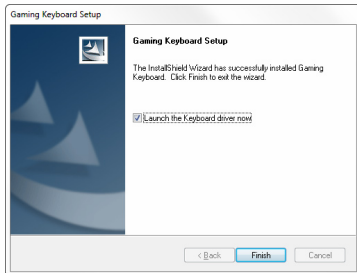 Gaming Keyboard Setup
Gaming Keyboard Setup
The InstallShield Wizard has successfully installed Gaming
Keyboard. Click Finish to exit the wizard.
Launch the Keyboard driver now
< Back
Finish
Cancel